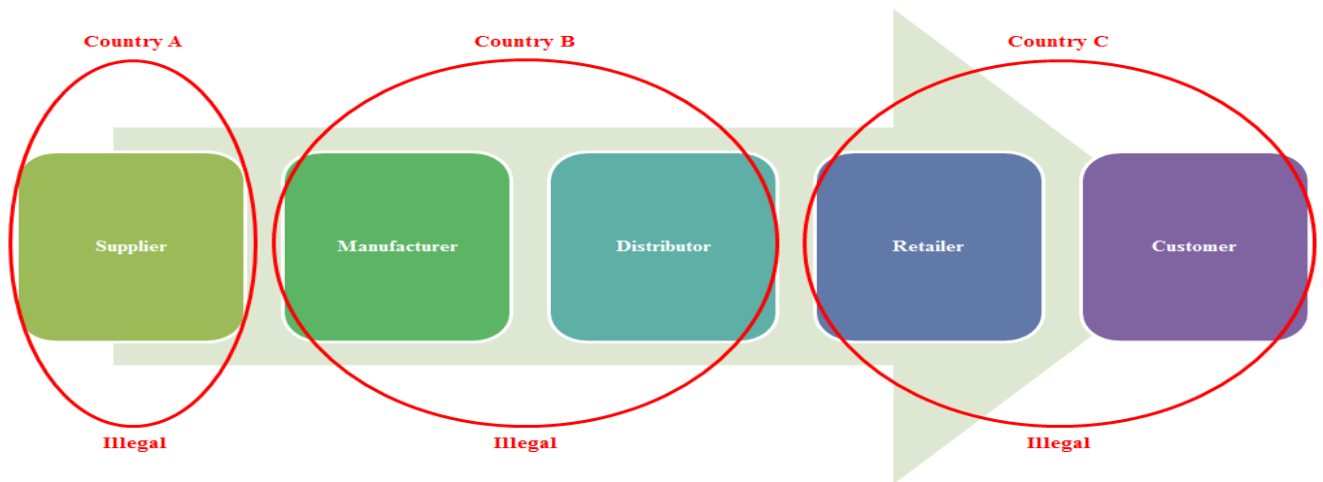 Country A
Country B
Country C
Supplier
Manufacturer
Distributor
Retailer
Customer
Illegal
Illegal
Illegal